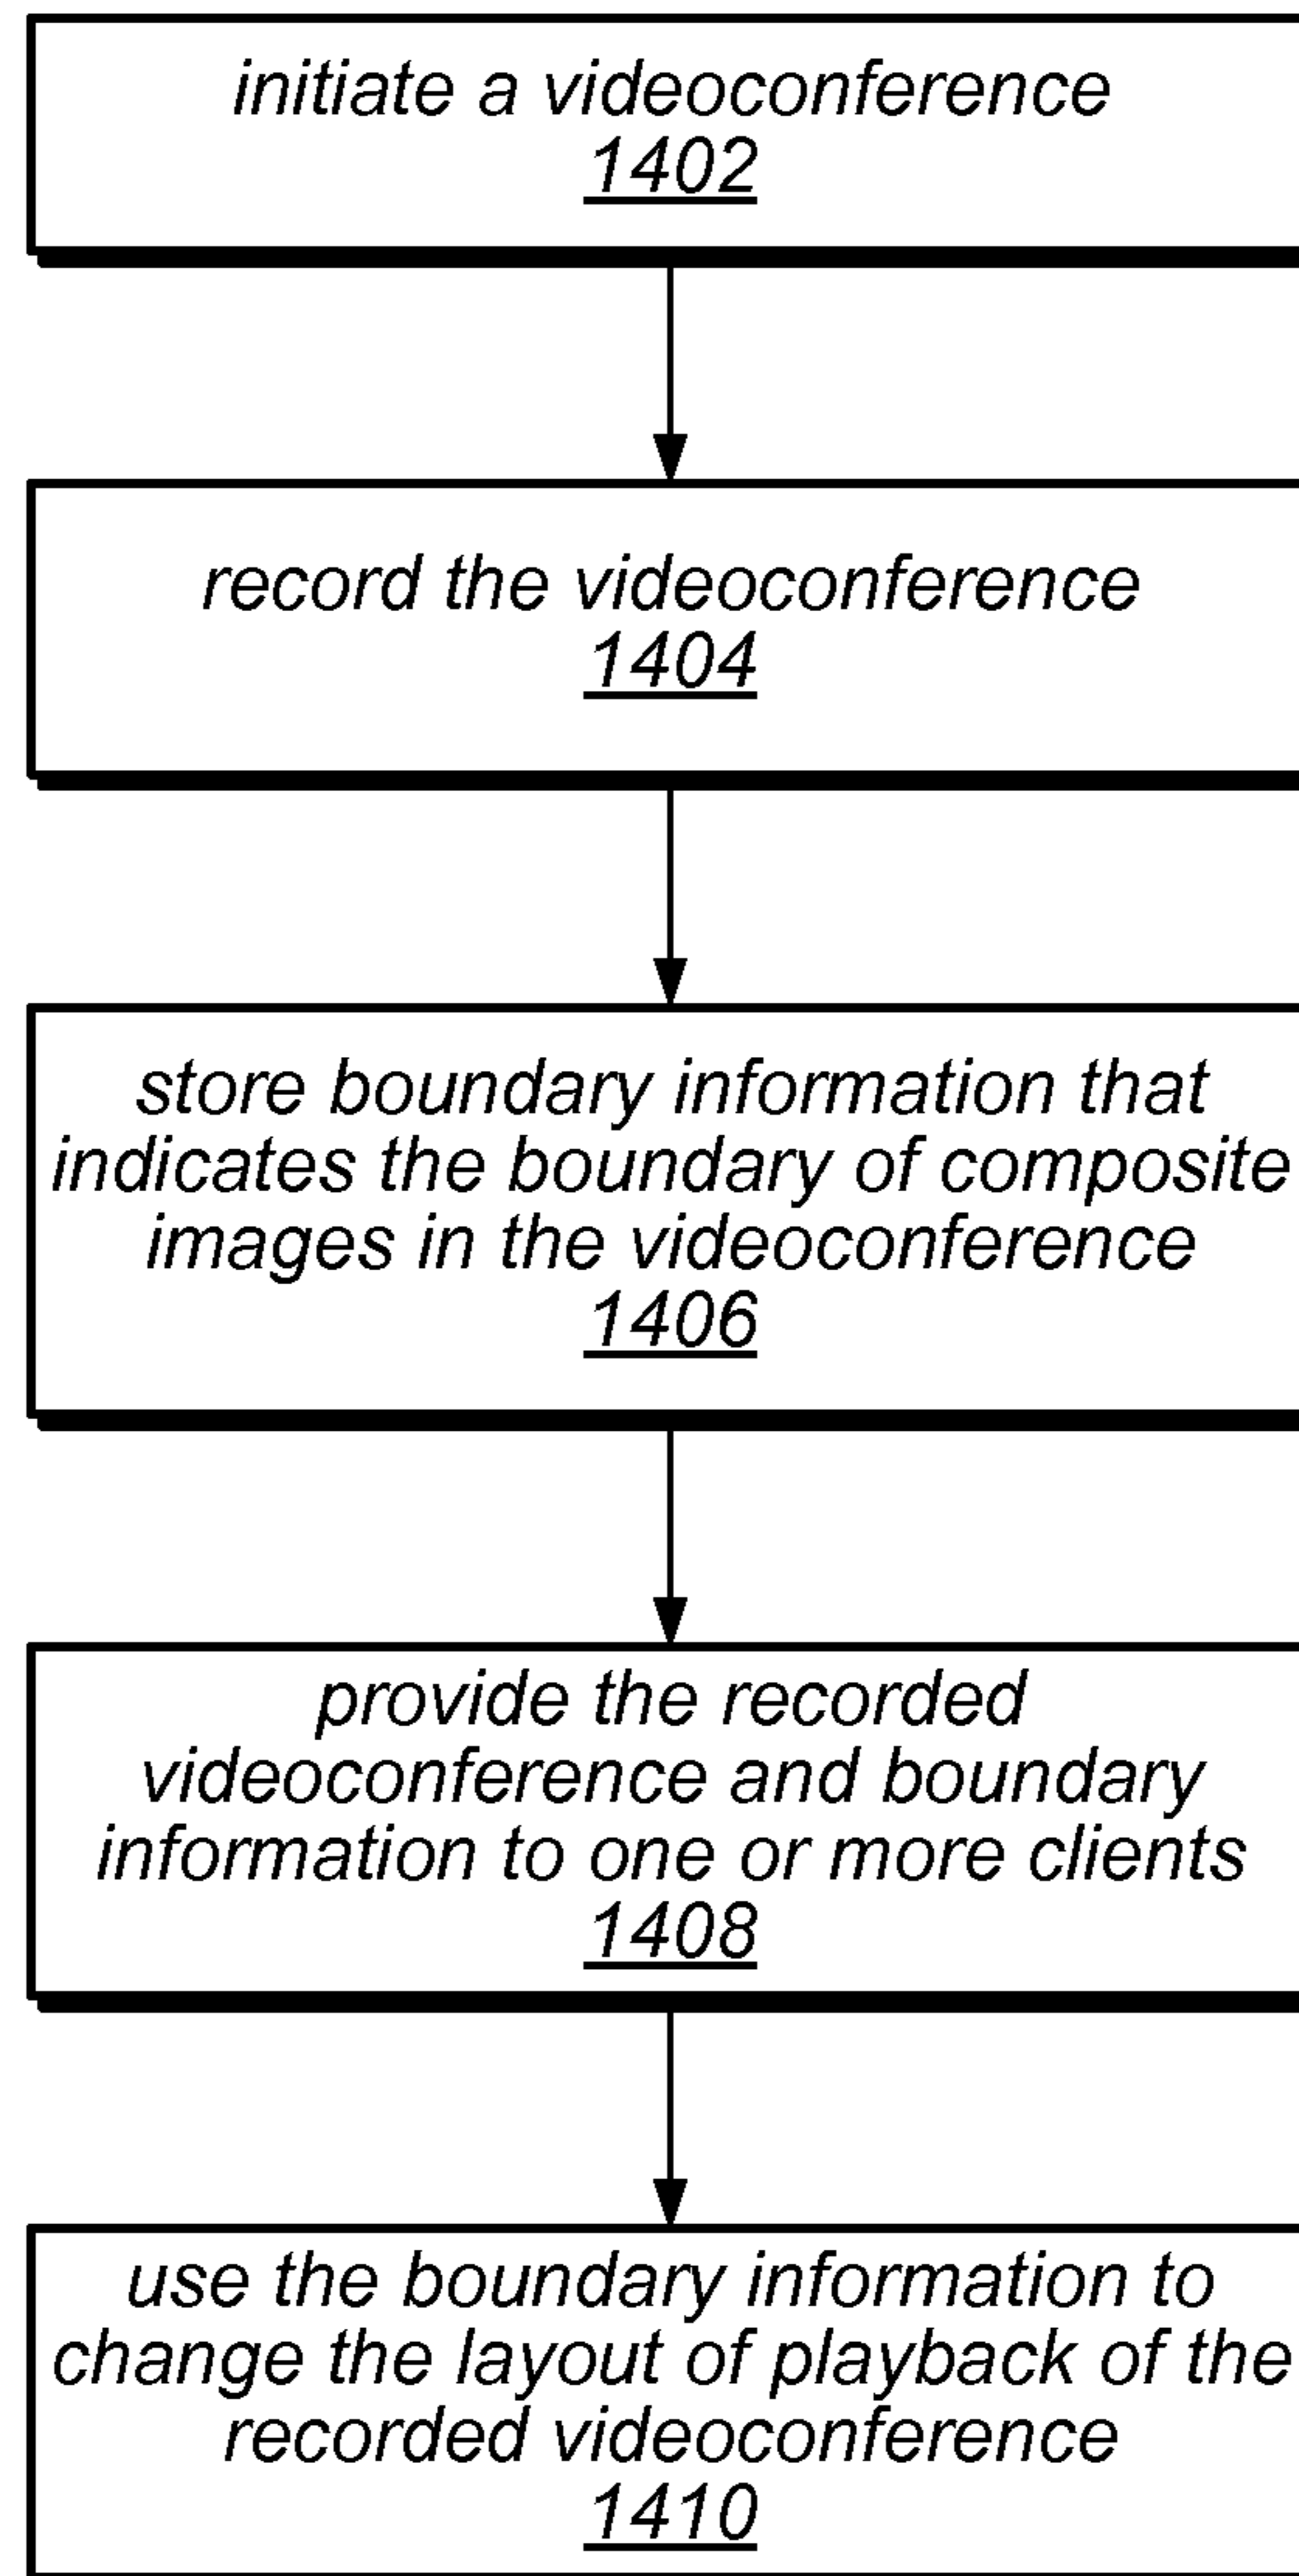 initiate a videoconference
1402
record the videoconference
1404
store boundary information that
indicates the boundary of composite
images in the videoconference
1406
provide the recorded
videoconference and boundary
information to one or more clients
1408
use the boundary information to
change the layout of playback of the
recorded videoconference
1410